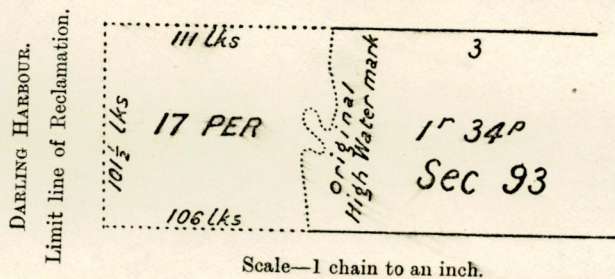 DARLING HARBOUR.
Limit line of Reclamation.
111 lks
101½ lks
17 PER
106 lks
Original
High Water mark
3
1r 34p
Sec 93
Scale—1 chain to an inch.